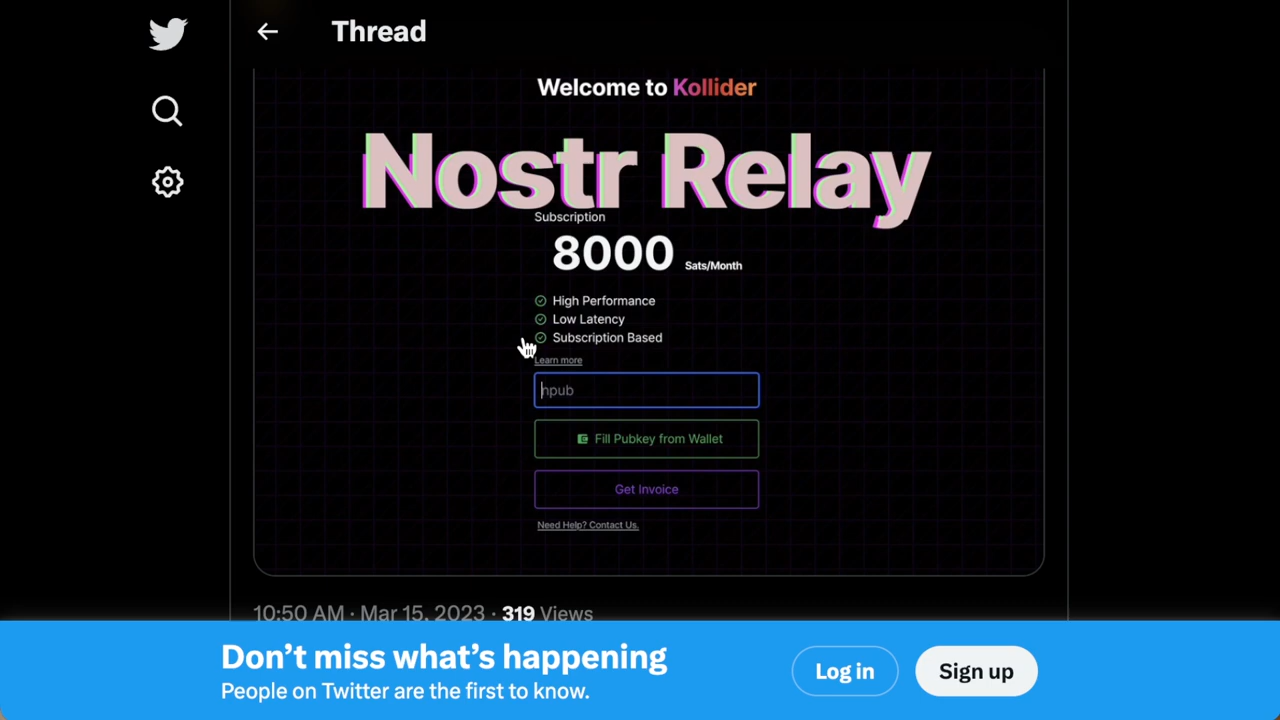 Thread
Welcome to Kollider
Nostr Relay
Subscription
8000 Sats/Month
High Performance
Low Latency
Subscription Based
Learn more
npub
Fill Pubkey from Wallet
Get Invoice
Need Help? Contact Us.
10:50 AM · Mar 15, 2023 · 319 Views
Don’t miss what’s happening
People on Twitter are the first to know.
Log in
Sign up